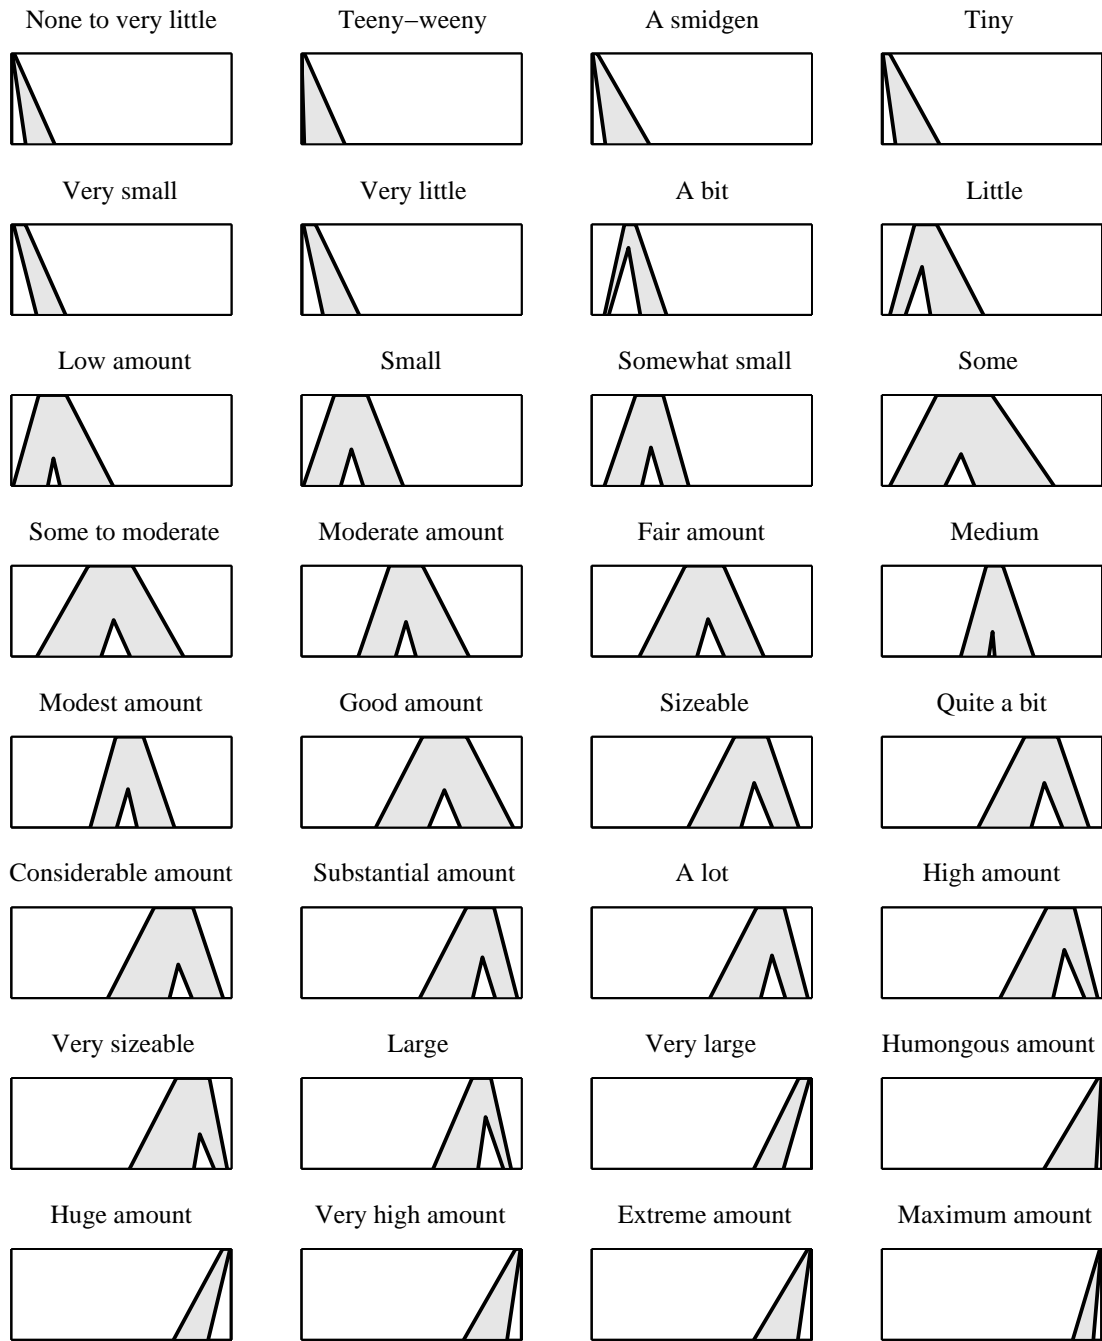 None to very little
Teeny−weeny
A smidgen
Tiny
Very small
Very little
A bit
Little
Low amount
Small
Somewhat small
Some
Some to moderate
Moderate amount
Fair amount
Medium
Modest amount
Good amount
Sizeable
Quite a bit
Considerable amount
Substantial amount
A lot
High amount
Very sizeable
Large
Very large
Humongous amount
Huge amount
Very high amount
Extreme amount
Maximum amount